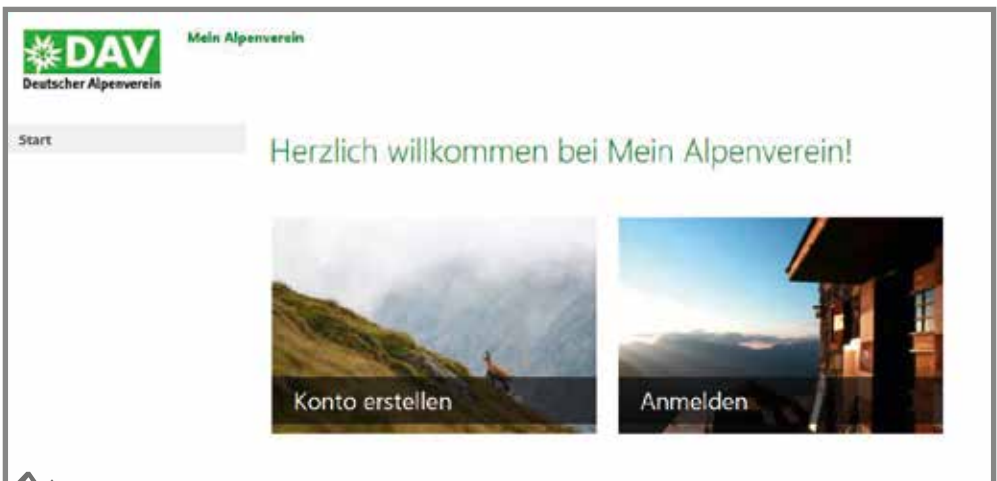 DAV
Deutscher Alpenverein
Mein Alpenverein
Start
Herzlich willkommen bei Mein Alpenverein!
Konto erstellen
Anmelden